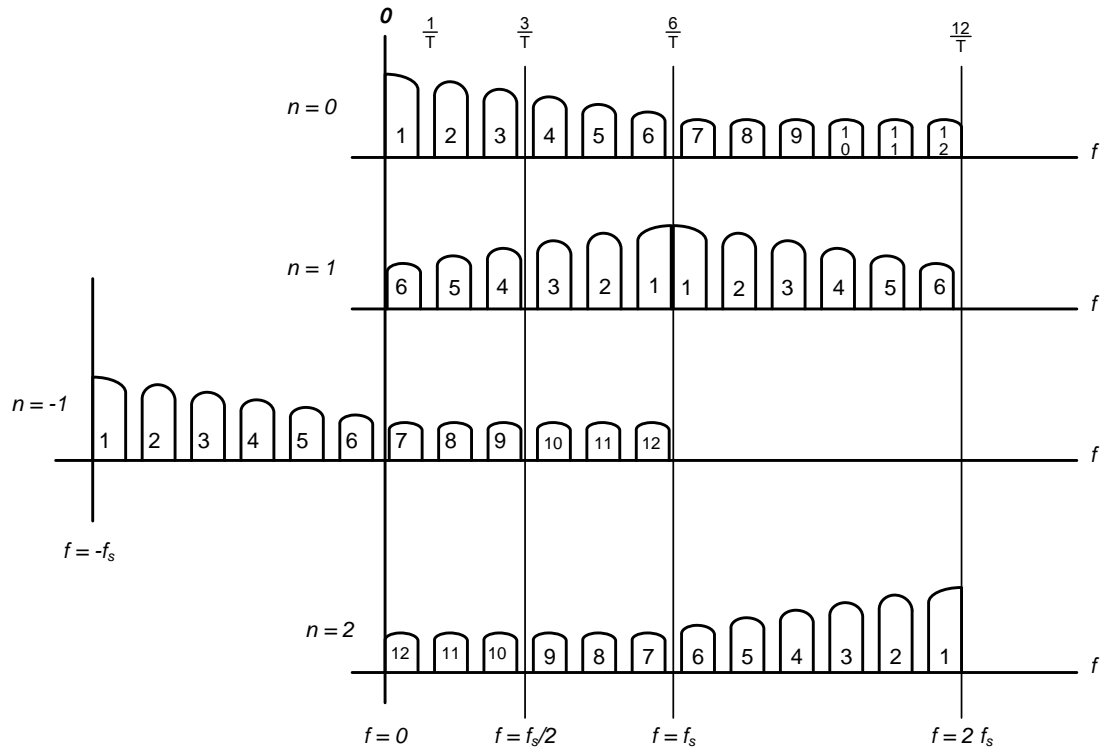 0
1/T
3/T
6/T
12/T
n = 0
1 2 3 4 5 6 7 8 9 10 11 12
f
n = 1
6 5 4 3 2 1 1 2 3 4 5 6
f
n = -1
1 2 3 4 5 6 7 8 9 10 11 12
f
f = -fs
n = 2
12 11 10 9 8 7 6 5 4 3 2 1
f
f = 0
f = fs/2
f = fs
f = 2 fs